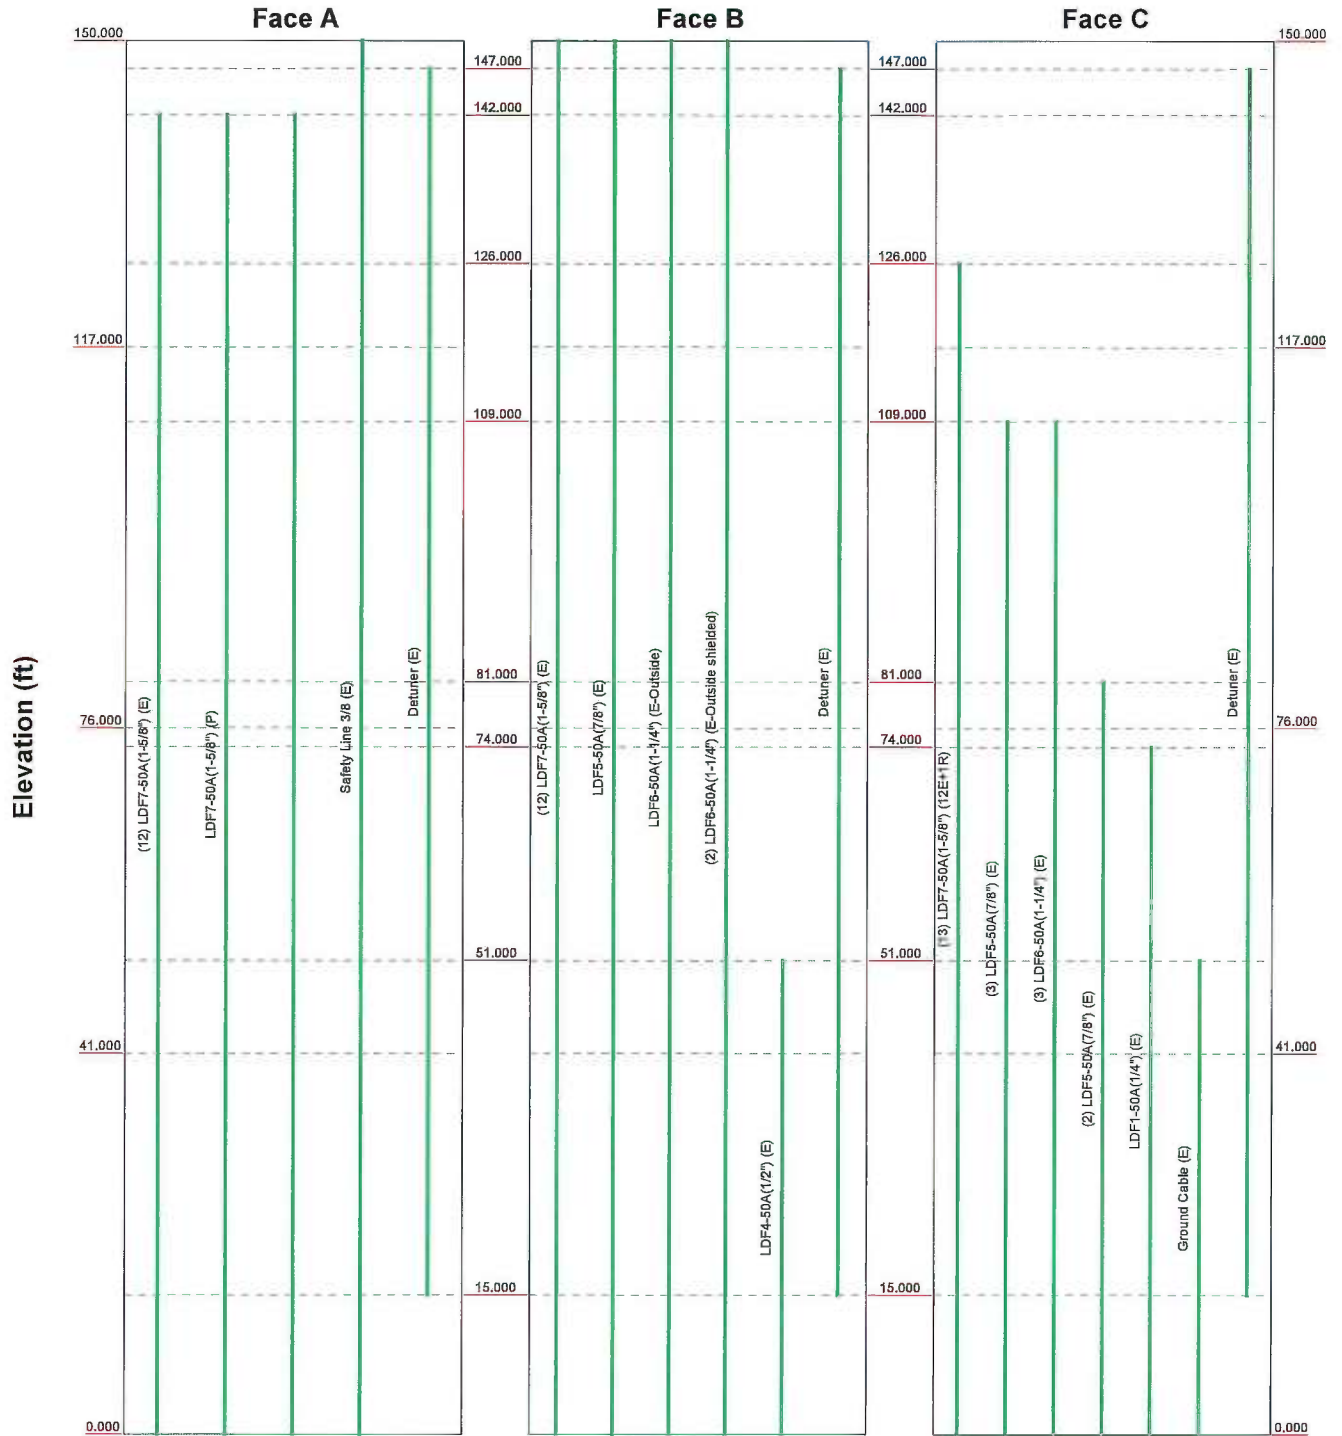 Face A
Face B
Face C
150.000
150.000
147.000
147.000
142.000
142.000
126.000
126.000
117.000
117.000
109.000
109.000
81.000
81.000
76.000
76.000
74.000
74.000
51.000
51.000
41.000
41.000
15.000
15.000
0.000
0.000
Elevation (ft)
(12) LDF7-50A(1-5/8") (E)
LDF7-50A(1-5/8") (P)
Safety Line 3/8 (E)
Detuner (E)
(12) LDF7-50A(1-5/8") (E)
LDF5-50A(7/8") (E)
LDF6-50A(1-1/4") (E-Outside)
(2) LDF6-50A(1-1/4") (E-Outside shielded)
LDF4-50A(1/2") (E)
Detuner (E)
(13) LDF7-50A(1-5/8") (12E+1R)
(3) LDF5-50A(7/8") (E)
(3) LDF6-50A(1-1/4") (E)
(2) LDF5-50A(7/8") (E)
LDF1-50A(1/4") (E)
Ground Cable (E)
Detuner (E)